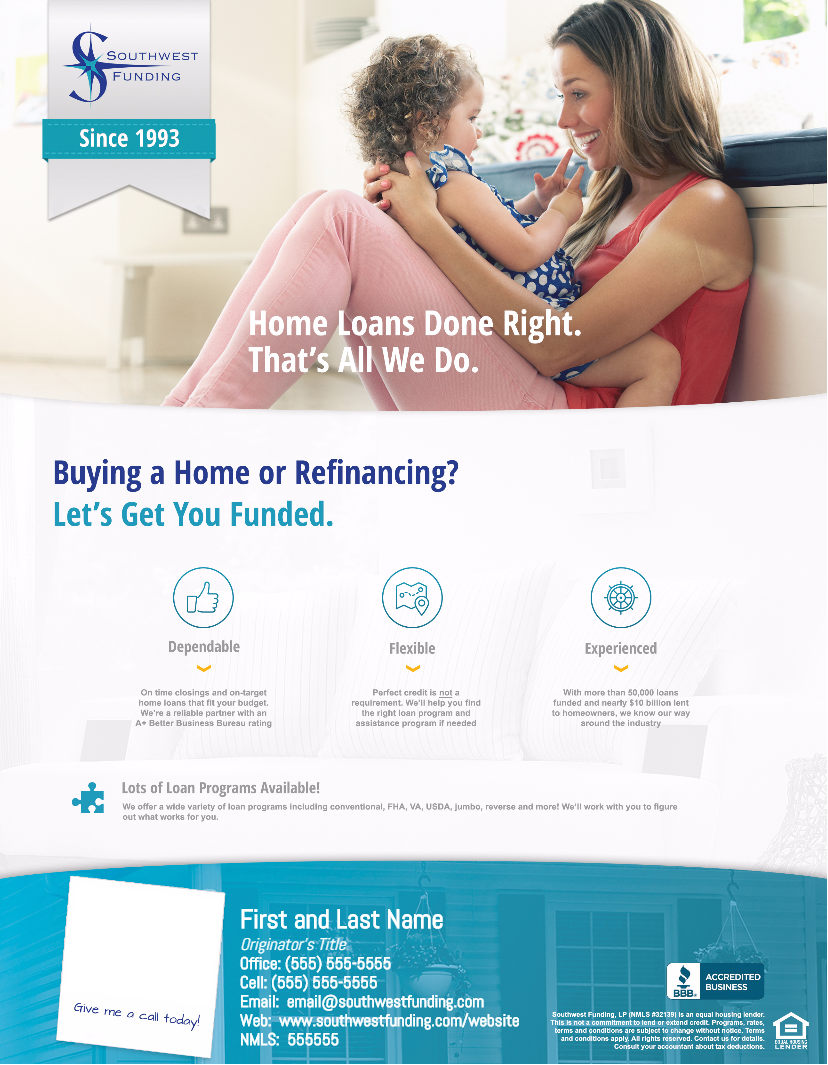 SOUTHWEST
FUNDING
Since 1993
Home Loans Done Right.
That's All We Do.
Buying a Home or Refinancing?
Let's Get You Funded.
Dependable
On time closings and on-target
home loans that fit your budget.
We're a reliable partner with an
A+ Better Business Bureau rating
Flexible
Perfect credit is not a
requirement. We'll help you find
the right loan program and
assistance program if needed
Experienced
With more than 50,000 loans
funded and nearly $10 billion lent
to homeowners, we know our way
around the industry
Lots of Loan Programs Available!
We offer a wide variety of loan programs including conventional, FHA, VA, USDA, jumbo, reverse and more! We'll work with you to figure
out what works for you.
Give me a call today!
First and Last Name
Originator's Title
Office: (555) 555-5555
Cell: (555) 555-5555
Email: email@southwestfunding.com
Web: www.southwestfunding.com/website
NMLS: 555555
BBB.
ACCREDITED
BUSINESS
Southwest Funding, LP (NMLS #32139) is an equal housing lender.
This is not a commitment to lend or extend credit. Programs, rates,
terms and conditions are subject to change without notice. Terms
and conditions apply. All rights reserved. Contact us for details.
Consult your accountant about tax deductions.
EQUAL HOUSING
LENDER